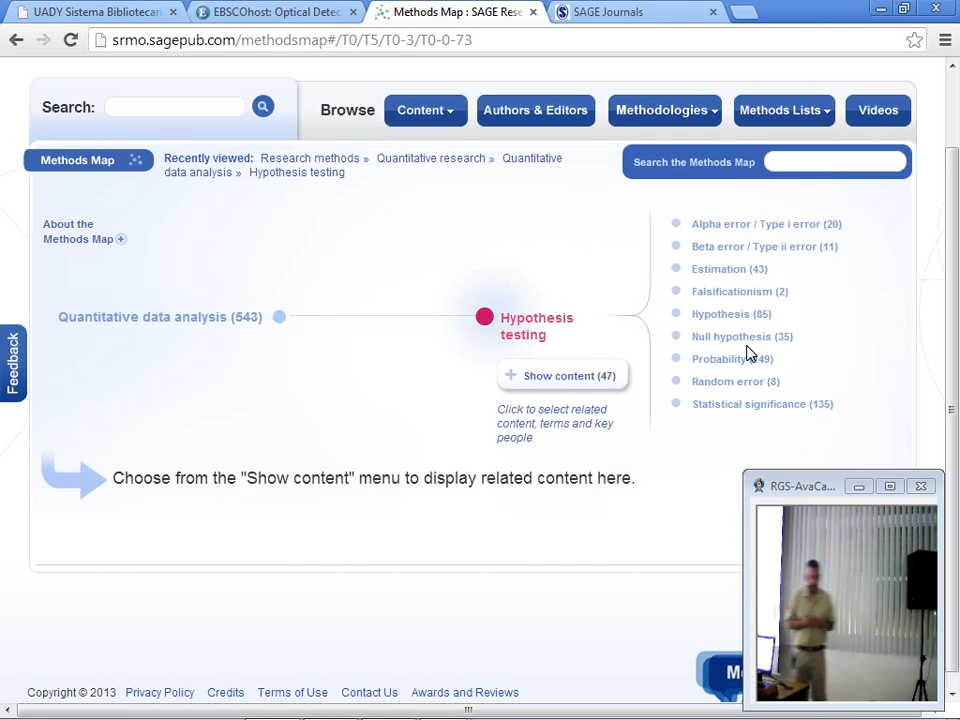 UADY Sistema Bibliotecar
EBSCOhost: Optical Detec
Methods Map : SAGE Rese
SAGE Journals
srmo.sagepub.com/methodsmap#/T0/T5/T0-3/T0-0-73
Search:
Browse
Content
Authors & Editors
Methodologies
Methods Lists
Videos
Methods Map
Recently viewed: Research methods » Quantitative research » Quantitative
data analysis » Hypothesis testing
Search the Methods Map
About the
Methods Map
Alpha error / Type i error (20)
Beta error / Type ii error (11)
Estimation (43)
Falsificationism (2)
Hypothesis (85)
Null hypothesis (35)
Probability
Random error (8)
Statistical significance (135)
Quantitative data analysis (543)
Hypothesis
testing
Show content (47)
Click to select related
content, terms and key
people
Feedback
Choose from the "Show content" menu to display related content here.
RGS-AvaCa...
Copyright © 2013 Privacy Policy Credits Terms of Use Contact Us Awards and Reviews